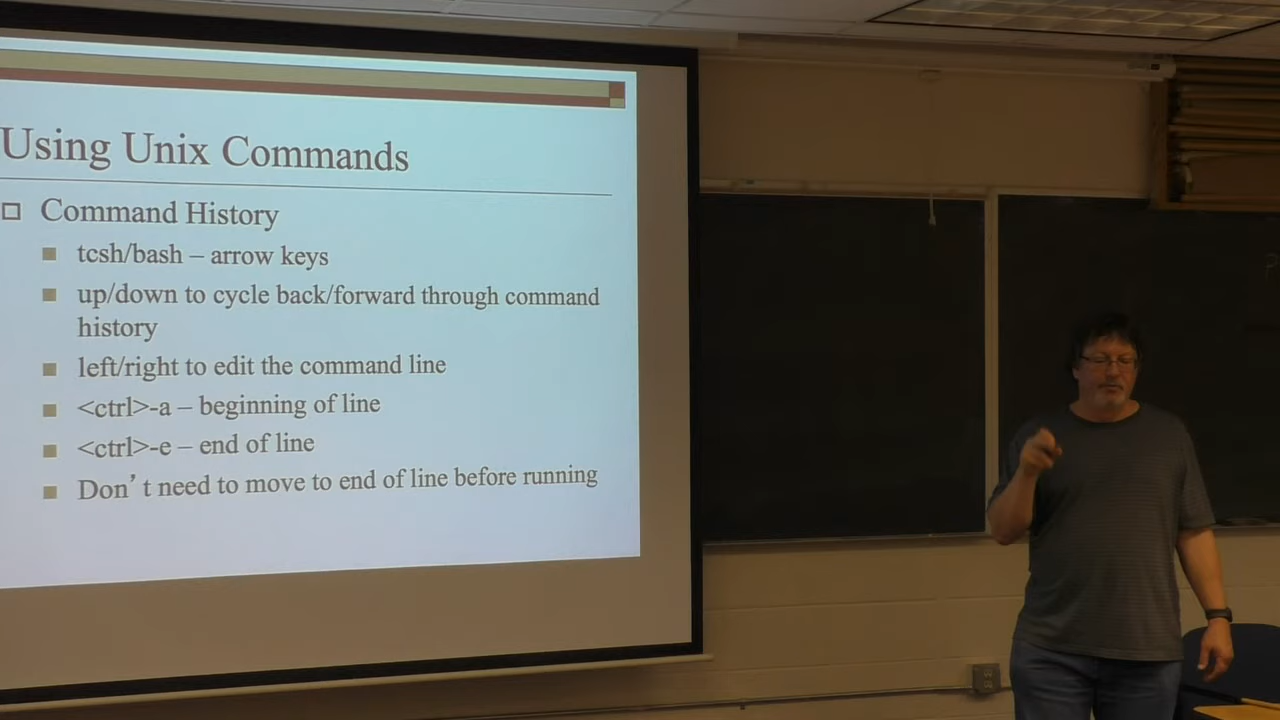 Using Unix Commands
Command History
tcsh/bash – arrow keys
up/down to cycle back/forward through command
history
left/right to edit the command line
<ctrl>-a – beginning of line
<ctrl>-e – end of line
Don’t need to move to end of line before running